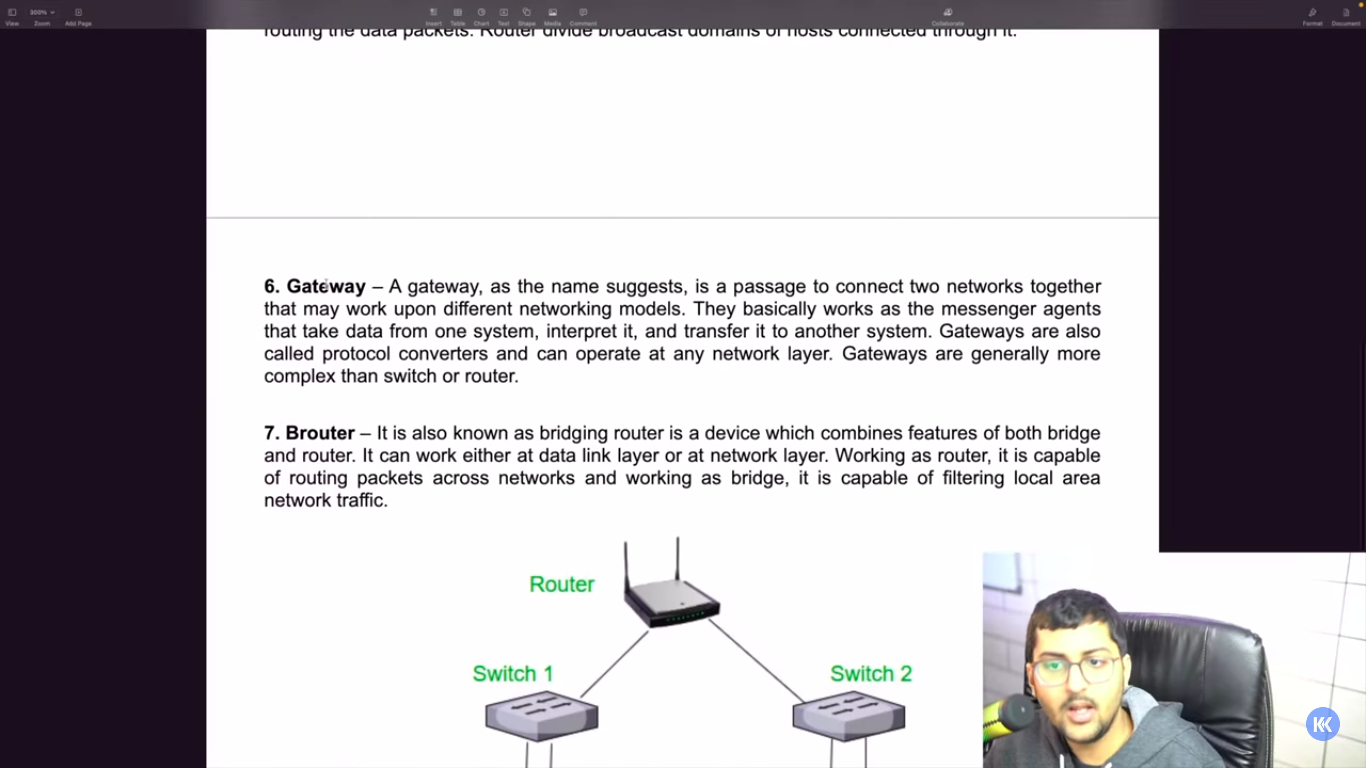 300%
View Zoom Add Page Insert Table Chart Text Shape Media Comment Collaborate Format Document
routing the data packets. Router divide broadcast domains of hosts connected through it.
6. Gateway – A gateway, as the name suggests, is a passage to connect two networks together
that may work upon different networking models. They basically works as the messenger agents
that take data from one system, interpret it, and transfer it to another system. Gateways are also
called protocol converters and can operate at any network layer. Gateways are generally more
complex than switch or router.
7. Brouter – It is also known as bridging router is a device which combines features of both bridge
and router. It can work either at data link layer or at network layer. Working as router, it is capable
of routing packets across networks and working as bridge, it is capable of filtering local area
network traffic.
Router
Switch 1
Switch 2
KK